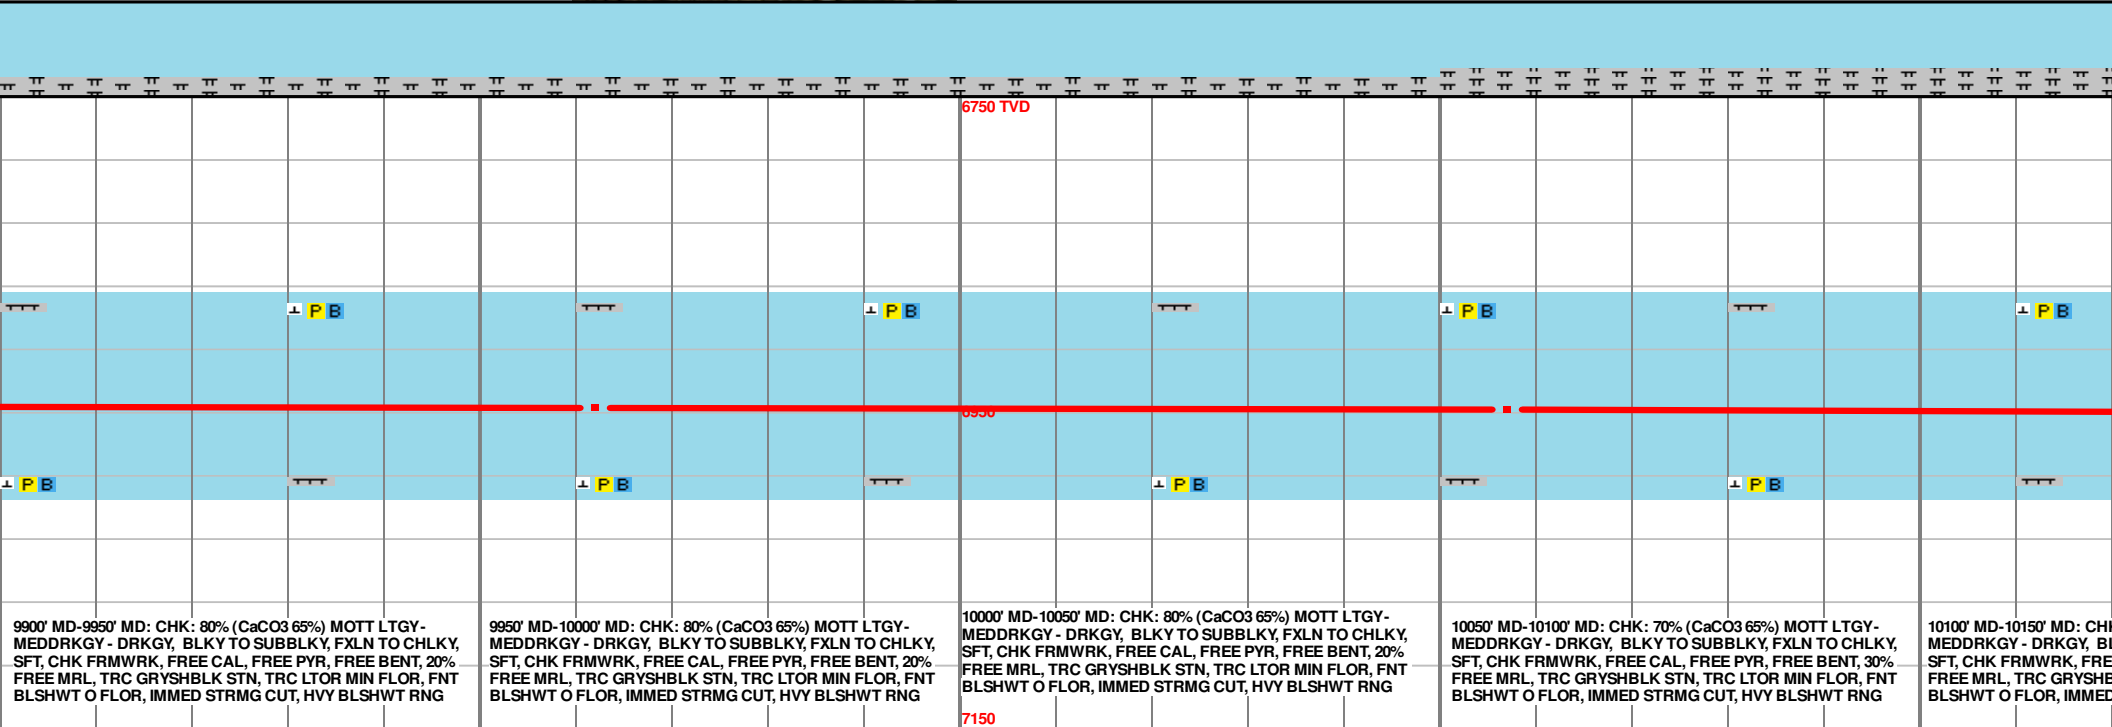 6750 TVD
P B
P B
P B
P B
6950
P B
P B
P B
P B
9900' MD-9950' MD: CHK: 80% (CaCO3 65%) MOTT LTGY-
MEDDRKGY - DRKGY, BLKY TO SUBBLKY, FXLN TO CHLKY,
SFT, CHK FRMWRK, FREE CAL, FREE PYR, FREE BENT, 20%
FREE MRL, TRC GRYSHBLK STN, TRC LTOR MIN FLOR, FNT
BLSHWT O FLOR, IMMED STRMG CUT, HVY BLSHWT RNG
9950' MD-10000' MD: CHK: 80% (CaCO3 65%) MOTT LTGY-
MEDDRKGY - DRKGY, BLKY TO SUBBLKY, FXLN TO CHLKY,
SFT, CHK FRMWRK, FREE CAL, FREE PYR, FREE BENT, 20%
FREE MRL, TRC GRYSHBLK STN, TRC LTOR MIN FLOR, FNT
BLSHWT O FLOR, IMMED STRMG CUT, HVY BLSHWT RNG
10000' MD-10050' MD: CHK: 80% (CaCO3 65%) MOTT LTGY-
MEDDRKGY - DRKGY, BLKY TO SUBBLKY, FXLN TO CHLKY,
SFT, CHK FRMWRK, FREE CAL, FREE PYR, FREE BENT, 20%
FREE MRL, TRC GRYSHBLK STN, TRC LTOR MIN FLOR, FNT
BLSHWT O FLOR, IMMED STRMG CUT, HVY BLSHWT RNG
10050' MD-10100' MD: CHK: 70% (CaCO3 65%) MOTT LTGY-
MEDDRKGY - DRKGY, BLKY TO SUBBLKY, FXLN TO CHLKY,
SFT, CHK FRMWRK, FREE CAL, FREE PYR, FREE BENT, 30%
FREE MRL, TRC GRYSHBLK STN, TRC LTOR MIN FLOR, FNT
BLSHWT O FLOR, IMMED STRMG CUT, HVY BLSHWT RNG
10100' MD-10150' MD: CH
MEDDRKGY - DRKGY, BL
SFT, CHK FRMWRK, FRE
FREE MRL, TRC GRYSHB
BLSHWT O FLOR, IMMED
7150